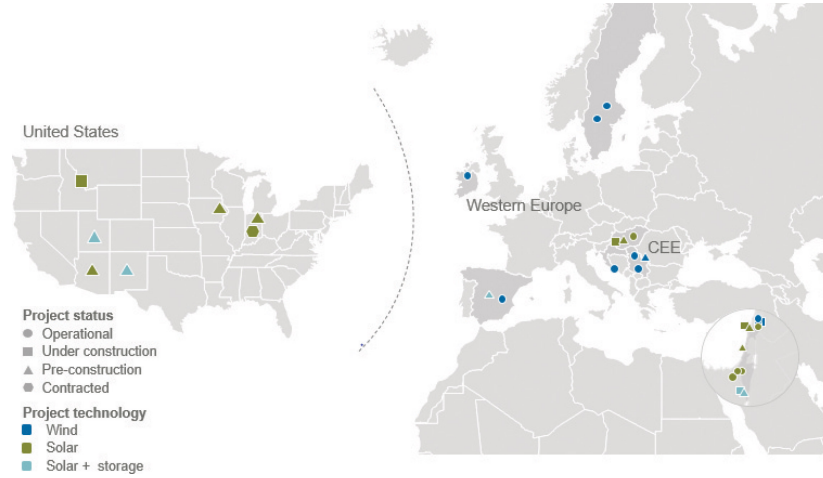 United States
Western Europe
CEE
Project status
Operational
Under construction
Pre-construction
Contracted
Project technology
Wind
Solar
Solar + storage